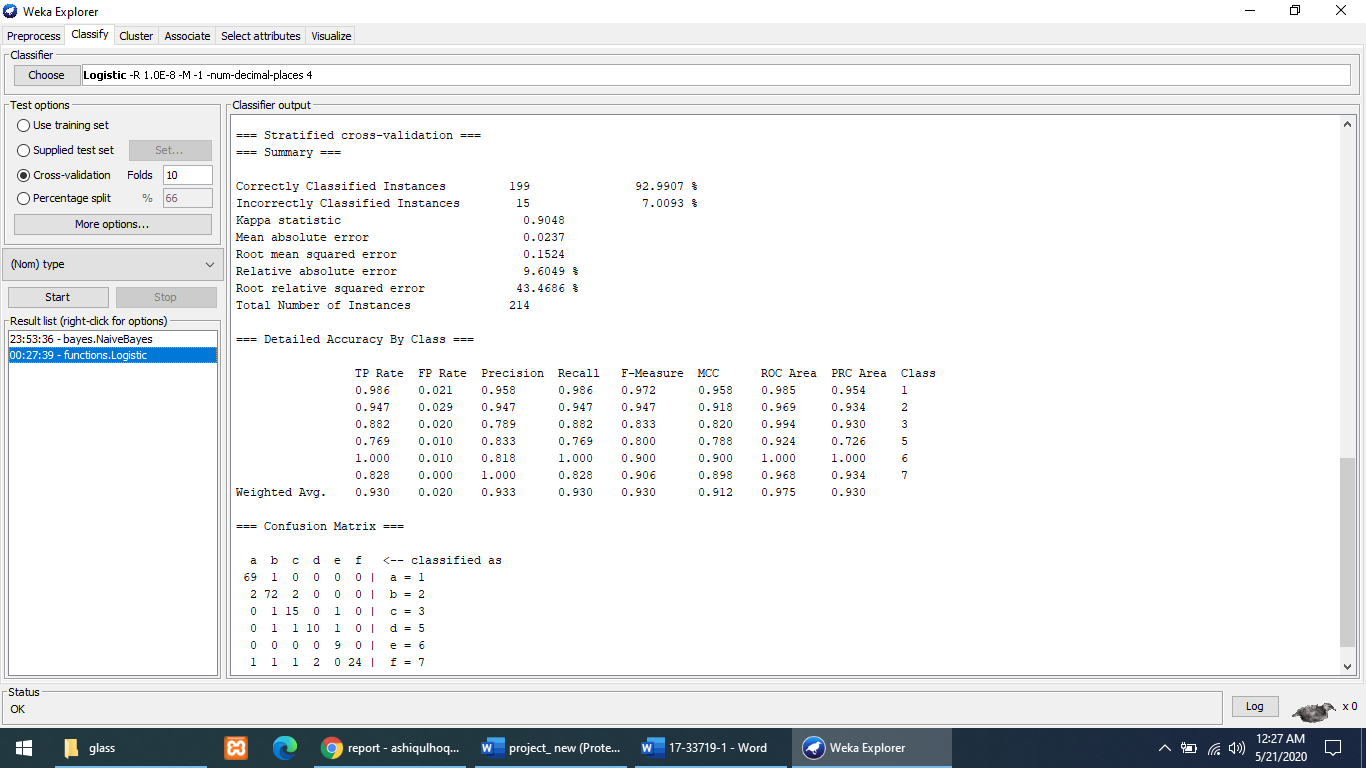 Weka Explorer
Preprocess Classify Cluster Associate Select attributes Visualize
Classifier
Choose Logistic -R 1.0E-8 -M -1 -num-decimal-places 4
Test options
Use training set
Supplied test set Set...
Cross-validation Folds 10
Percentage split % 66
More options...
(Nom) type
Start Stop
Result list (right-click for options)
23:53:36 - bayes.NaiveBayes
00:27:39 - functions.Logistic
Classifier output
=== Stratified cross-validation ===
=== Summary ===
Correctly Classified Instances 199 92.9907 %
Incorrectly Classified Instances 15 7.0093 %
Kappa statistic 0.9048
Mean absolute error 0.0237
Root mean squared error 0.1524
Relative absolute error 9.6049 %
Root relative squared error 43.4686 %
Total Number of Instances 214
=== Detailed Accuracy By Class ===
TP Rate FP Rate Precision Recall F-Measure MCC ROC Area PRC Area Class
0.986 0.021 0.958 0.986 0.972 0.958 0.985 0.954 1
0.947 0.029 0.947 0.947 0.947 0.918 0.969 0.934 2
0.882 0.020 0.789 0.882 0.833 0.820 0.994 0.930 3
0.769 0.010 0.833 0.769 0.800 0.788 0.924 0.726 5
1.000 0.010 0.818 1.000 0.900 0.900 1.000 1.000 6
0.828 0.000 1.000 0.828 0.906 0.898 0.968 0.934 7
Weighted Avg. 0.930 0.020 0.933 0.930 0.930 0.912 0.975 0.930
=== Confusion Matrix ===
a b c d e f <-- classified as
69 1 0 0 0 0 | a = 1
2 72 2 0 0 0 | b = 2
0 1 15 0 1 0 | c = 3
0 1 1 10 1 0 | d = 5
0 0 0 0 9 0 | e = 6
1 1 1 2 0 24 | f = 7
Status
OK
Log x 0
glass report - ashiqulhoq... project_ new (Prote... 17-33719-1 - Word Weka Explorer
12:27 AM
5/21/2020